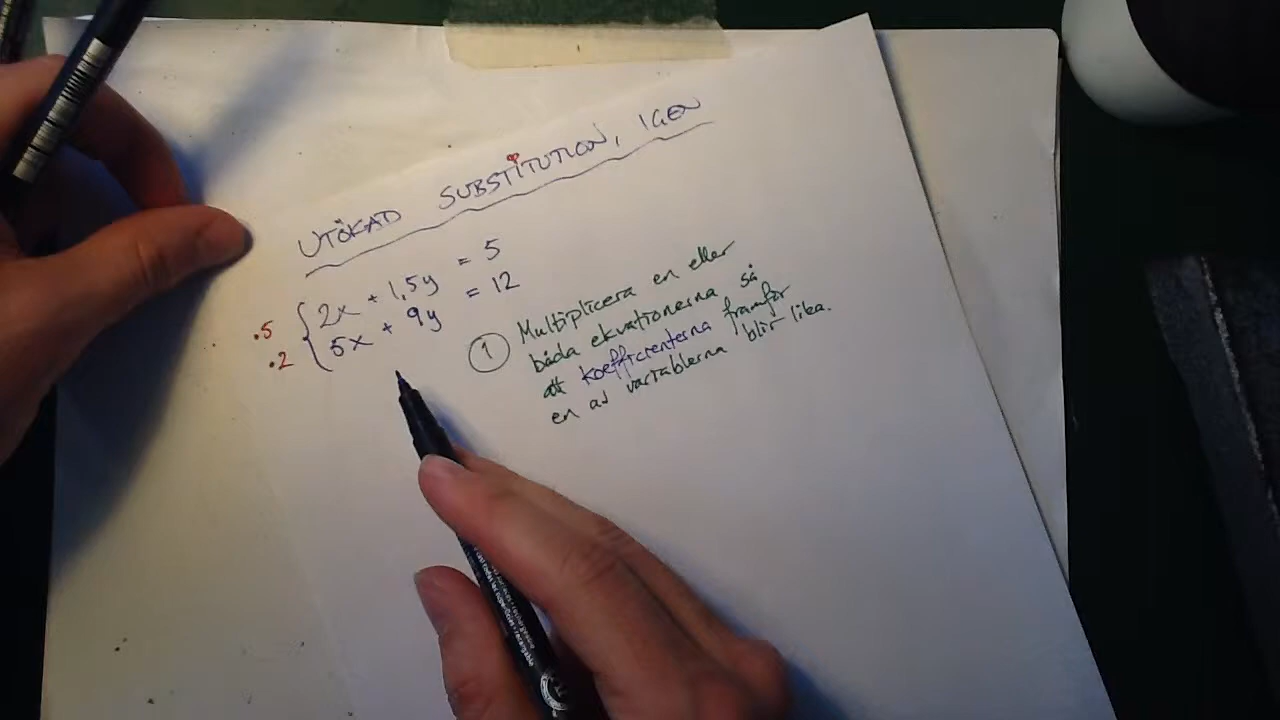 UTÖKAD SUBSTITUTION, IGEN
.5 2x + 1,5y = 5
.2 5x + 9y = 12
1 Multiplicera en eller
båda ekvationerna så
att koefficienterna framför
en av variablerna blir lika.